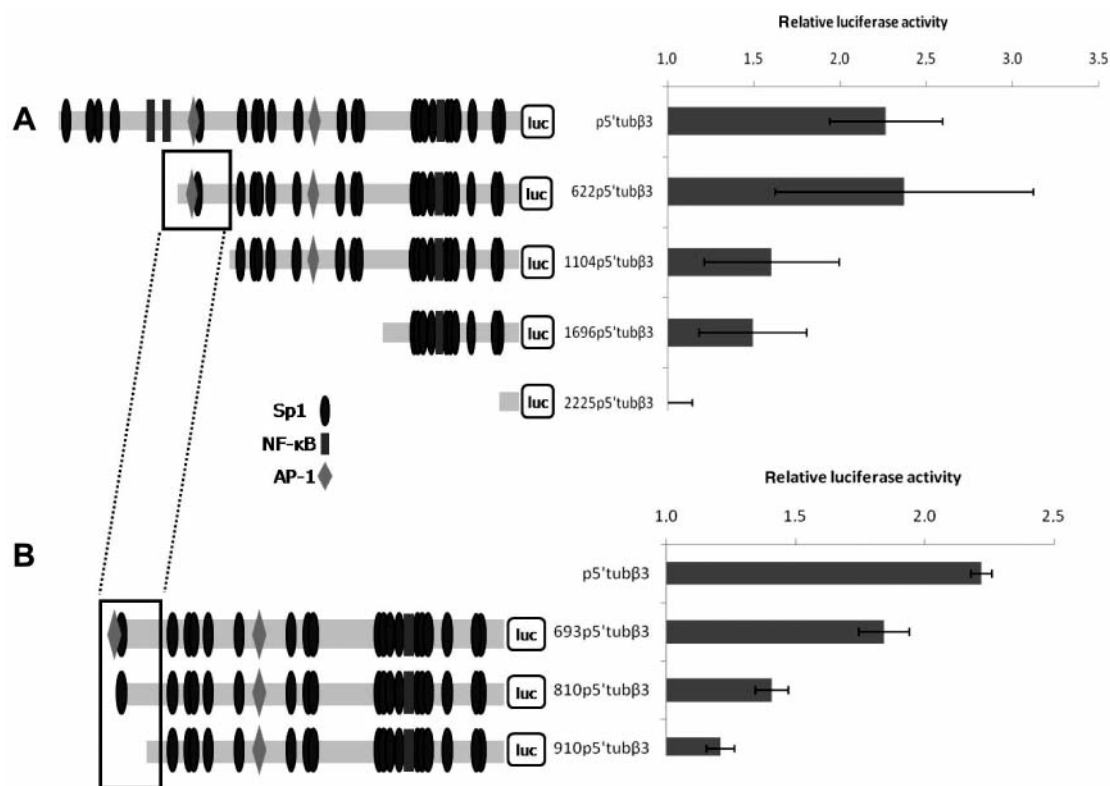 Relative luciferase activity
1.0 1.5 2.0 2.5 3.0 3.5
A
luc p5'tubβ3
luc 622p5'tubβ3
luc 1104p5'tubβ3
luc 1696p5'tubβ3
luc 2225p5'tubβ3
Sp1
NF-κB
AP-1
Relative luciferase activity
1.0 1.5 2.0 2.5
B
p5'tubβ3
luc 693p5'tubβ3
luc 810p5'tubβ3
luc 910p5'tubβ3